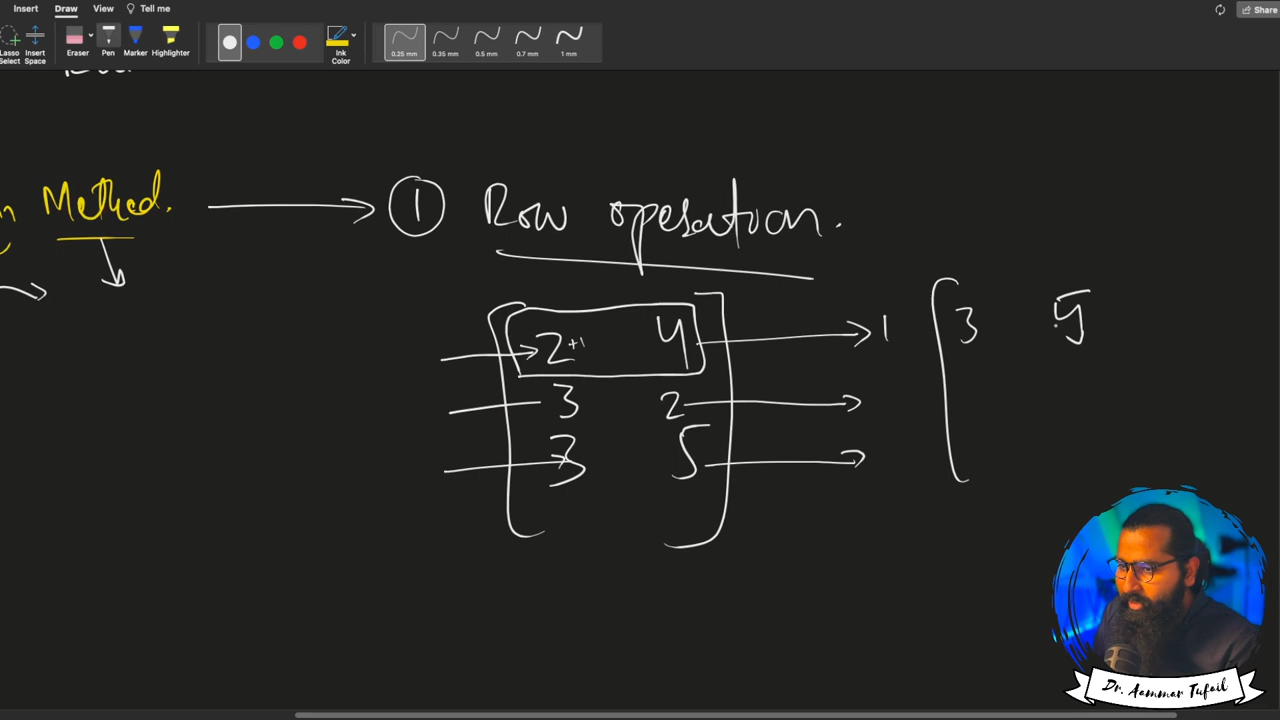 Insert Draw View Tell me
Share
Lasso Select Insert Space Eraser Pen Marker Highlighter Ink Color 0.25 mm 0.35 mm 0.5 mm 0.7 mm 1 mm
Method. 1 Row operation.
2+1 4 1 3 5
3 2
3 5
Dr. Aammar Tufail